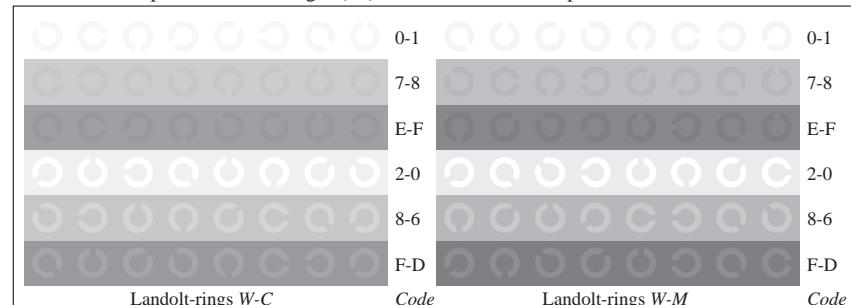 0-1 0-1
7-8 7-8
E-F E-F
2-0 2-0
8-6 8-6
F-D F-D
Landolt-rings W-C Code Landolt-rings W-M Code